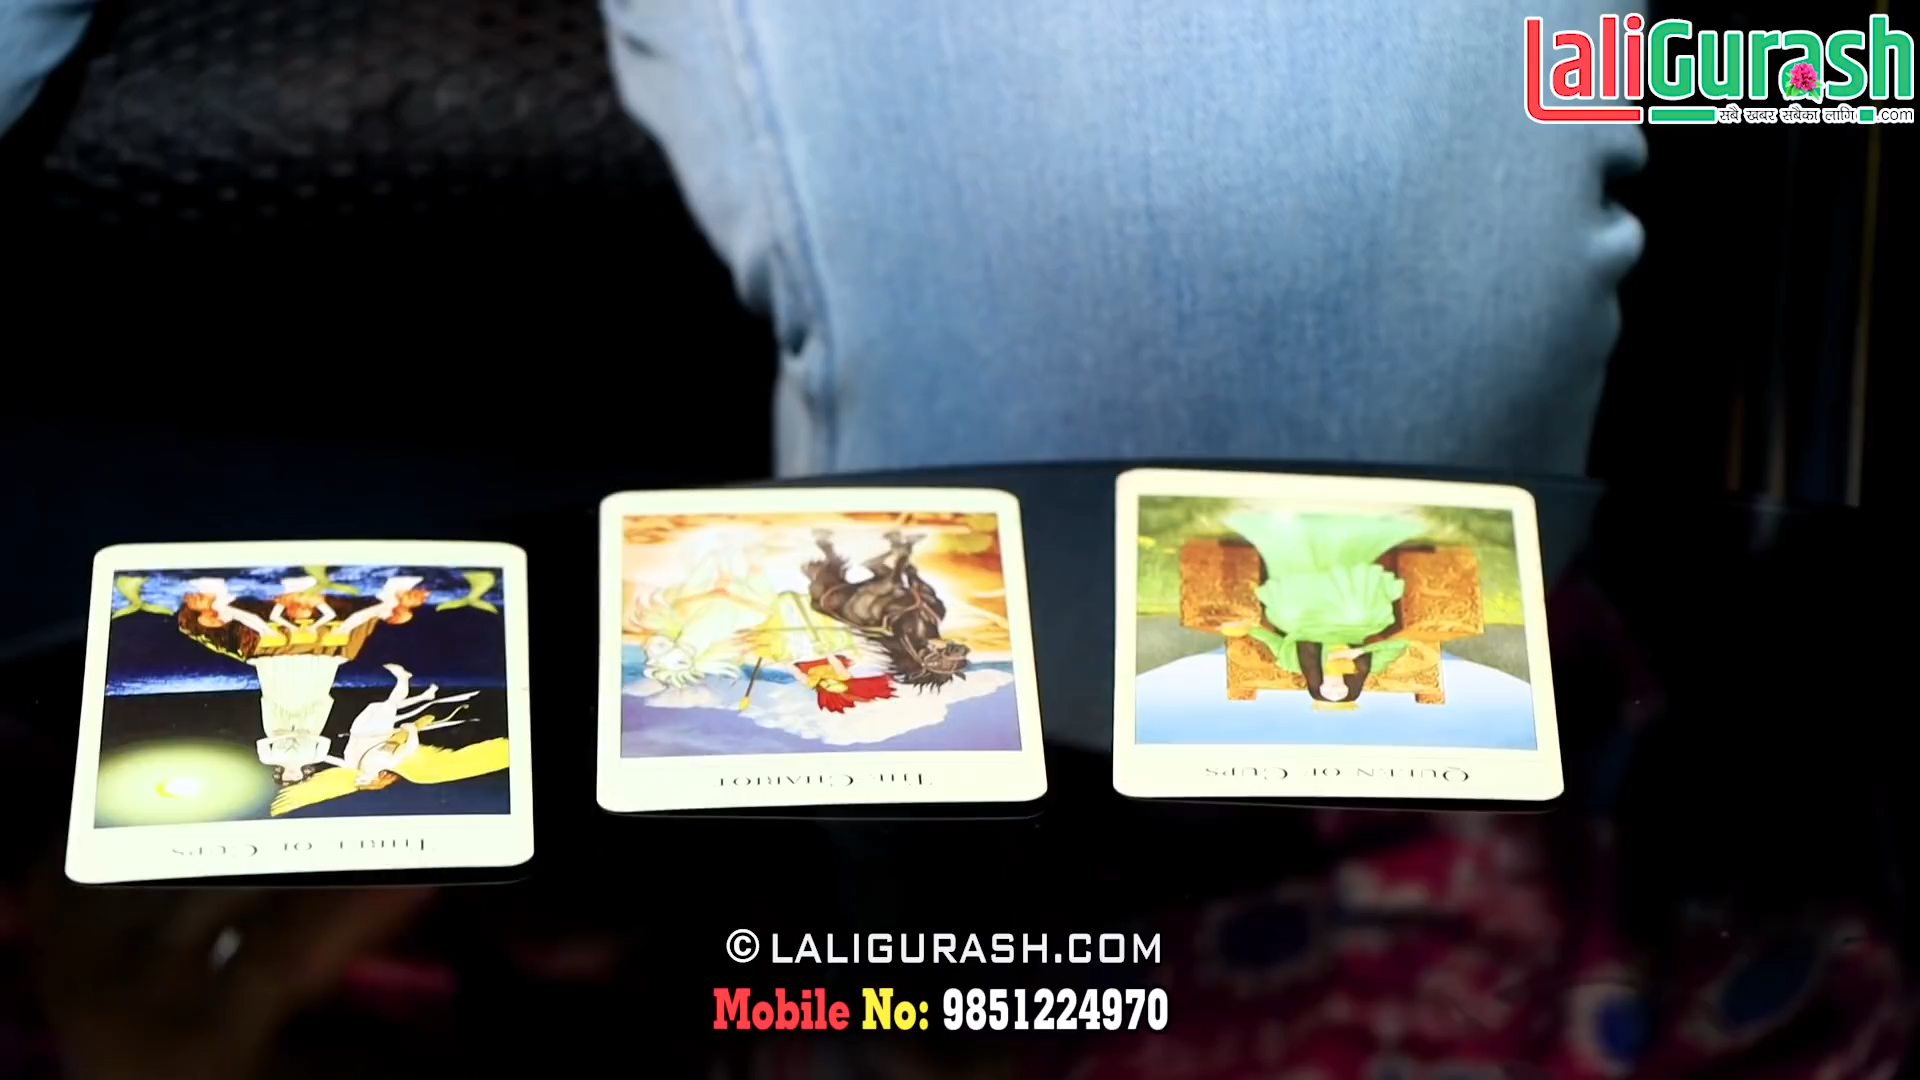 LaliGurash
सबै खबर सबैका लागि .com
THREE OF CUPS
THE CHARIOT
QUEEN OF CUPS
© LALIGURASH.COM
Mobile No: 9851224970